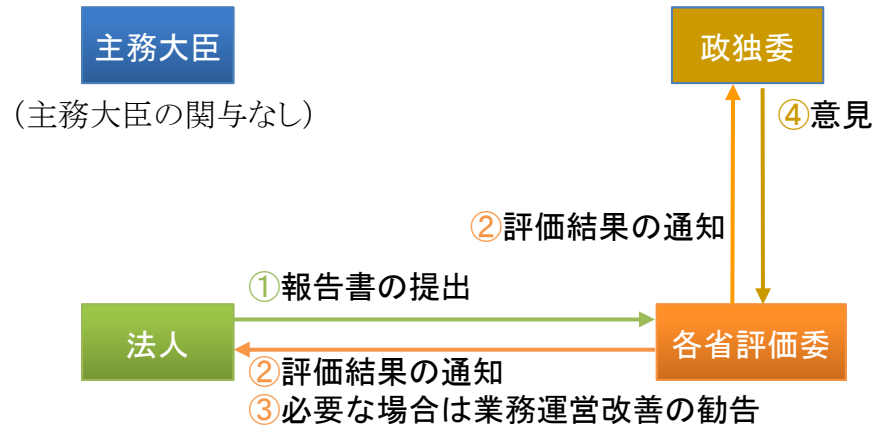 主務大臣
政独委
（主務大臣の関与なし）
④意見
②評価結果の通知
①報告書の提出
法人
各省評価委
②評価結果の通知
③必要な場合は業務運営改善の勧告